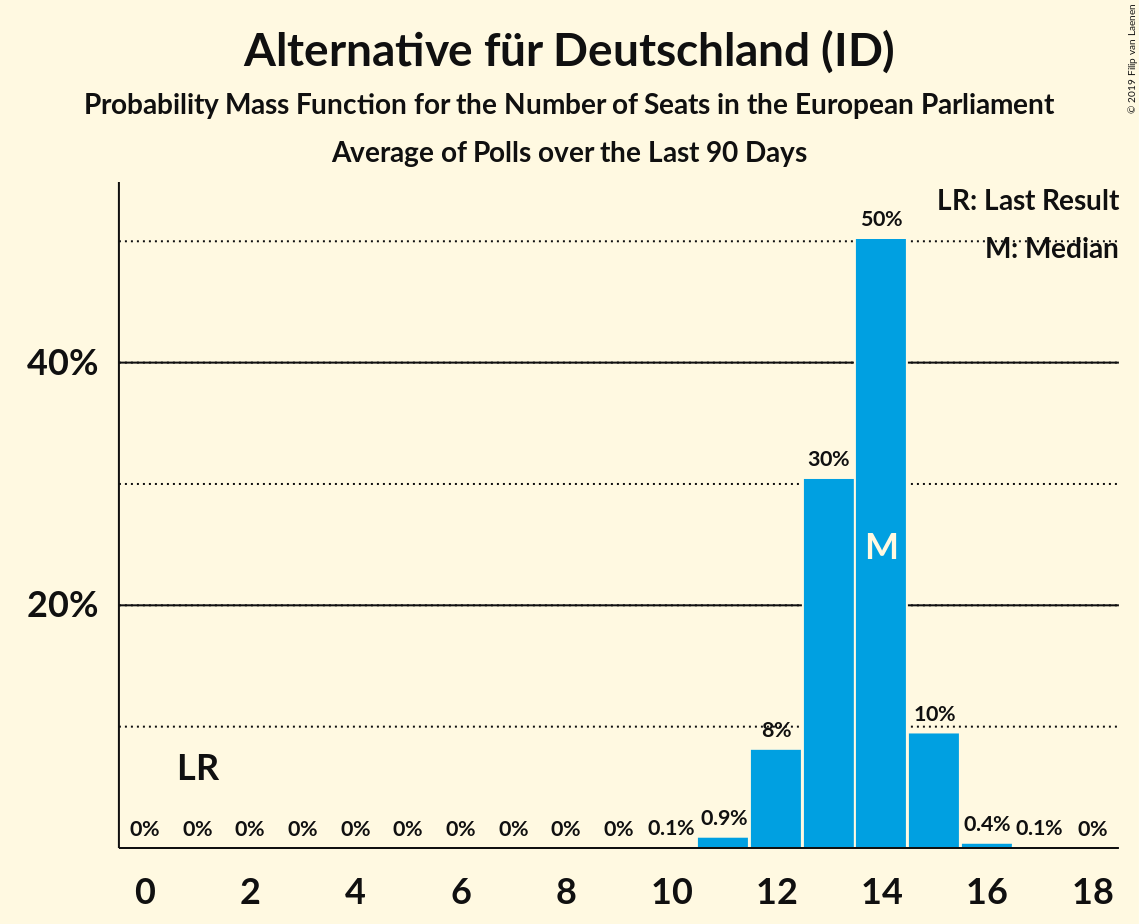 Alternative für Deutschland (ID)
Probability Mass Function for the Number of Seats in the European Parliament
Average of Polls over the Last 90 Days
© 2019 Filip van Laenen
LR: Last Result
M: Median
50%
40%
30%
M
20%
10%
8%
LR
0% 0% 0% 0% 0% 0% 0% 0% 0% 0% 0.1% 0.9% 0.4% 0.1% 0%
0 2 4 6 8 10 12 14 16 18